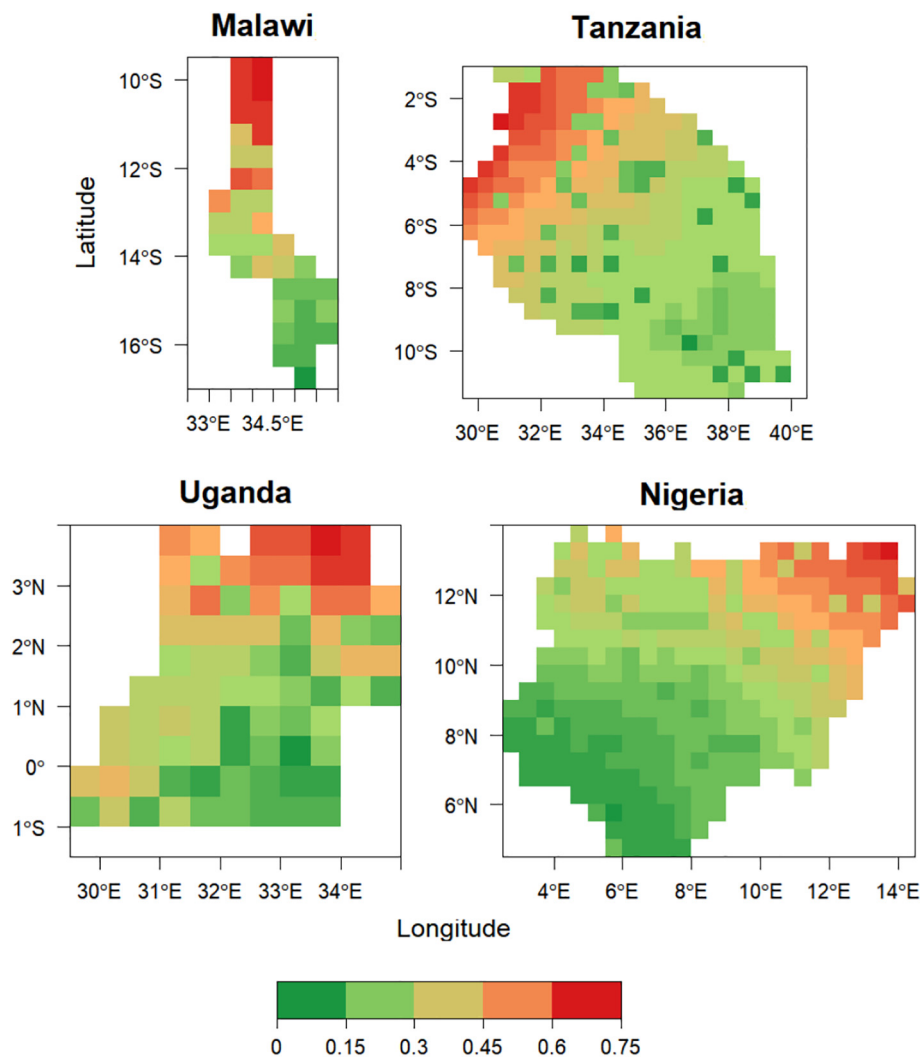 Malawi
Tanzania
10°S
12°S
14°S
16°S
Latitude
33°E 34.5°E
2°S
4°S
6°S
8°S
10°S
30°E 32°E 34°E 36°E 38°E 40°E
Uganda
Nigeria
3°N
2°N
1°N
0°
1°S
30°E 31°E 32°E 33°E 34°E
12°N
10°N
8°N
6°N
4°E 6°E 8°E 10°E 12°E 14°E
Longitude
0 0.15 0.3 0.45 0.6 0.75